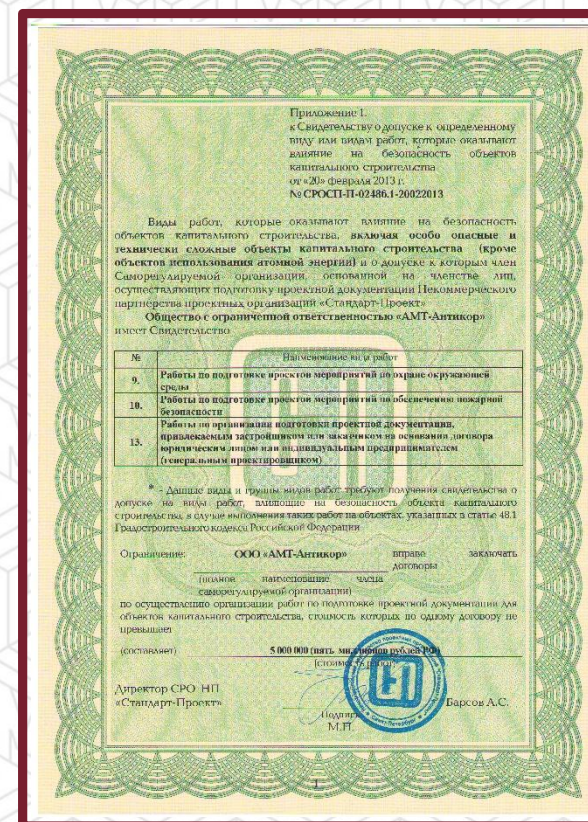 Приложение 1.
к Свидетельству о допуске к определенному
виду или видам работ, которые оказывают
влияние на безопасность объектов
капитального строительства
от «20» февраля 2013 г.
№ СРОСП-П-02486.1-20022013
Виды работ, которые оказывают влияние на безопасность
объектов капитального строительства, включая особо опасные и
технически сложные объекты капитального строительства (кроме
объектов использования атомной энергии) и о допуске к которым член
Саморегулируемой организации, основанной на членстве лиц,
осуществляющих подготовку проектной документации Некоммерческого
партнерства проектных организаций «Стандарт-Проект»
Общество с ограниченной ответственностью «АМТ-Антикор»
имеет Свидетельство
№ Наименование вида работ
9. Работы по подготовке проектов мероприятий по охране окружающей
среды
10. Работы по подготовке проектов мероприятий по обеспечению пожарной
безопасности
13. Работы по организации подготовки проектной документации,
привлекаемым застройщиком или заказчиком на основании договора
юридическим лицом или индивидуальным предпринимателем
(генеральным проектировщиком)
* - Данные виды и группы видов работ требуют получения свидетельства о
допуске на виды работ, влияющие на безопасность объекта капитального
строительства, в случае выполнения таких работ на объектах, указанных в статье 48.1
Градостроительного кодекса Российской Федерации
Ограничение: ООО «АМТ-Антикор» вправе заключать
договоры
(полное наименование члена
саморегулируемой организации)
по осуществлению организации работ по подготовке проектной документации для
объектов капитального строительства, стоимость которых по одному договору не
превышает
(составляет) 5 000 000 (пять миллионов рублей РФ)
(стоимость работ)
Директор СРО НП
«Стандарт-Проект» Барсов А.С.
Подпись
М.П.
1